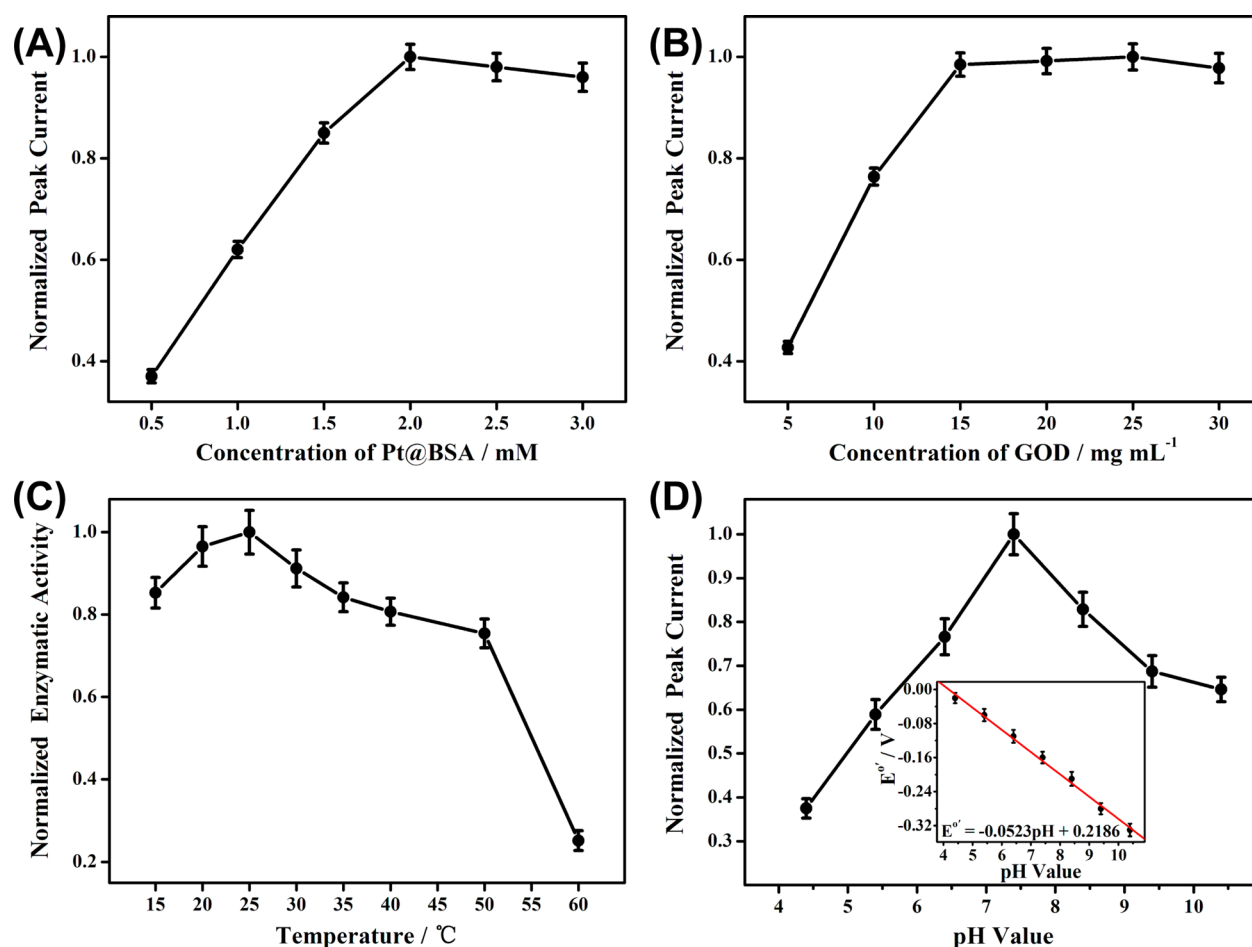 (A)
Normalized Peak Current
1.0
0.8
0.6
0.4
0.5 1.0 1.5 2.0 2.5 3.0
Concentration of Pt@BSA / mM
(B)
Normalized Peak Current
1.0
0.8
0.6
0.4
5 10 15 20 25 30
Concentration of GOD / mg mL⁻¹
(C)
Normalized Enzymatic Activity
1.0
0.8
0.6
0.4
0.2
15 20 25 30 35 40 45 50 55 60
Temperature / ℃
(D)
Normalized Peak Current
1.0
0.9
0.8
0.7
0.6
0.5
0.4
0.3
4 5 6 7 8 9 10
pH Value
E°′ / V
0.00
-0.08
-0.16
-0.24
-0.32
E°′ = -0.0523pH + 0.2186
4 5 6 7 8 9 10
pH Value